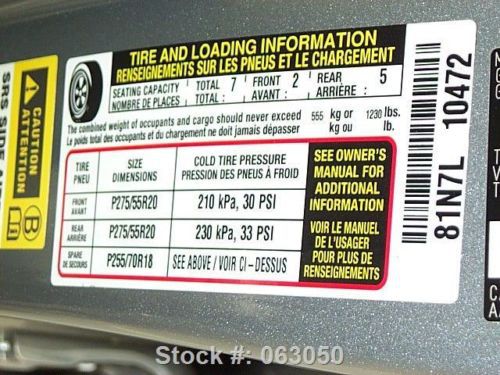 TIRE AND LOADING INFORMATION
RENSEIGNEMENTS SUR LES PNEUS ET LE CHARGEMENT
SEATING CAPACITY TOTAL : 7 FRONT : 2 REAR : 5
NOMBRE DE PLACES TOTAL : AVANT : ARRIÈRE :
The combined weight of occupants and cargo should never exceed 555 kg or 1230 lbs.
Le poids total des occupants et du chargement ne doit jamais dépasser kg ou lb.
TIRE SIZE COLD TIRE PRESSURE
PNEU DIMENSIONS PRESSION DES PNEUS À FROID
FRONT
AVANT P275/55R20 210 kPa, 30 PSI
REAR
ARRIÈRE P275/55R20 230 kPa, 33 PSI
SPARE
DE SECOURS P255/70R18 SEE ABOVE / VOIR CI-DESSUS
SEE OWNER'S
MANUAL FOR
ADDITIONAL
INFORMATION
VOIR LE MANUEL
DE L'USAGER
POUR PLUS DE
RENSEIGNEMENTS
81N7L 10472
CAUTION
ATTENTION
SRS SIDE
B
Stock #: 063050